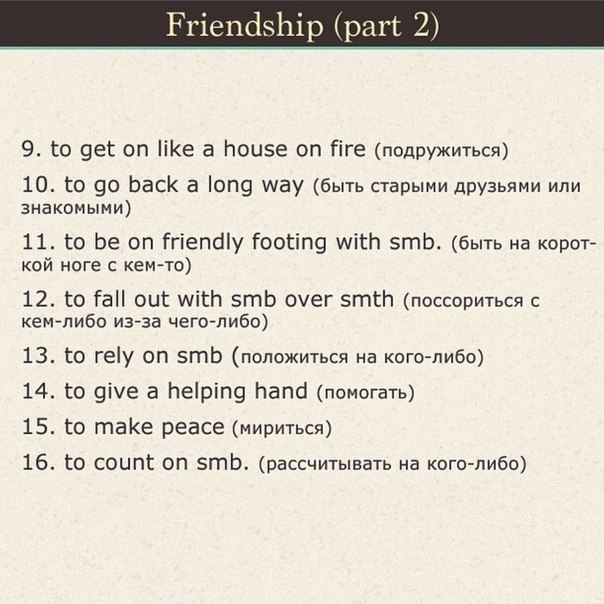 Friendship (part 2)
9. to get on like a house on fire (подружиться)
10. to go back a long way (быть старыми друзьями или
знакомыми)
11. to be on friendly footing with smb. (быть на корот-
кой ноге с кем-то)
12. to fall out with smb over smth (поссориться с
кем-либо из-за чего-либо)
13. to rely on smb (положиться на кого-либо)
14. to give a helping hand (помогать)
15. to make peace (мириться)
16. to count on smb. (рассчитывать на кого-либо)